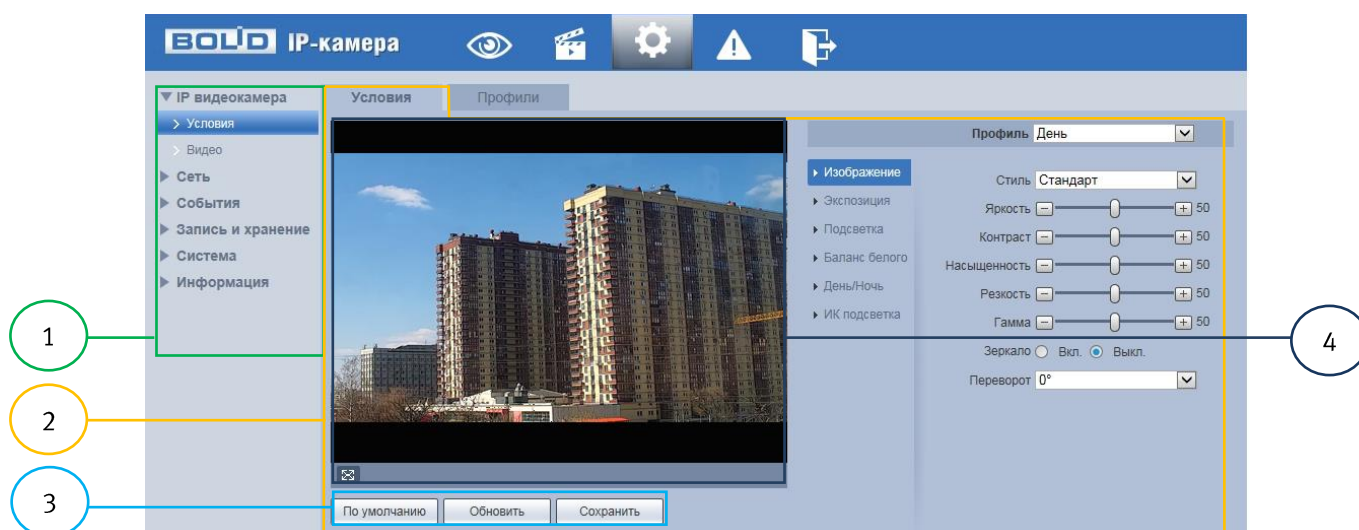 BOLID IP-камера
IP видеокамера
Условия
Видео
Сеть
События
Запись и хранение
Система
Информация
Условия
Профили
Профиль День
Изображение
Экспозиция
Подсветка
Баланс белого
День/Ночь
ИК подсветка
Стиль Стандарт
Яркость 50
Контраст 50
Насыщенность 50
Резкость 50
Гамма 50
Зеркало Вкл. Выкл.
Переворот 0°
По умолчанию
Обновить
Сохранить
1
2
3
4